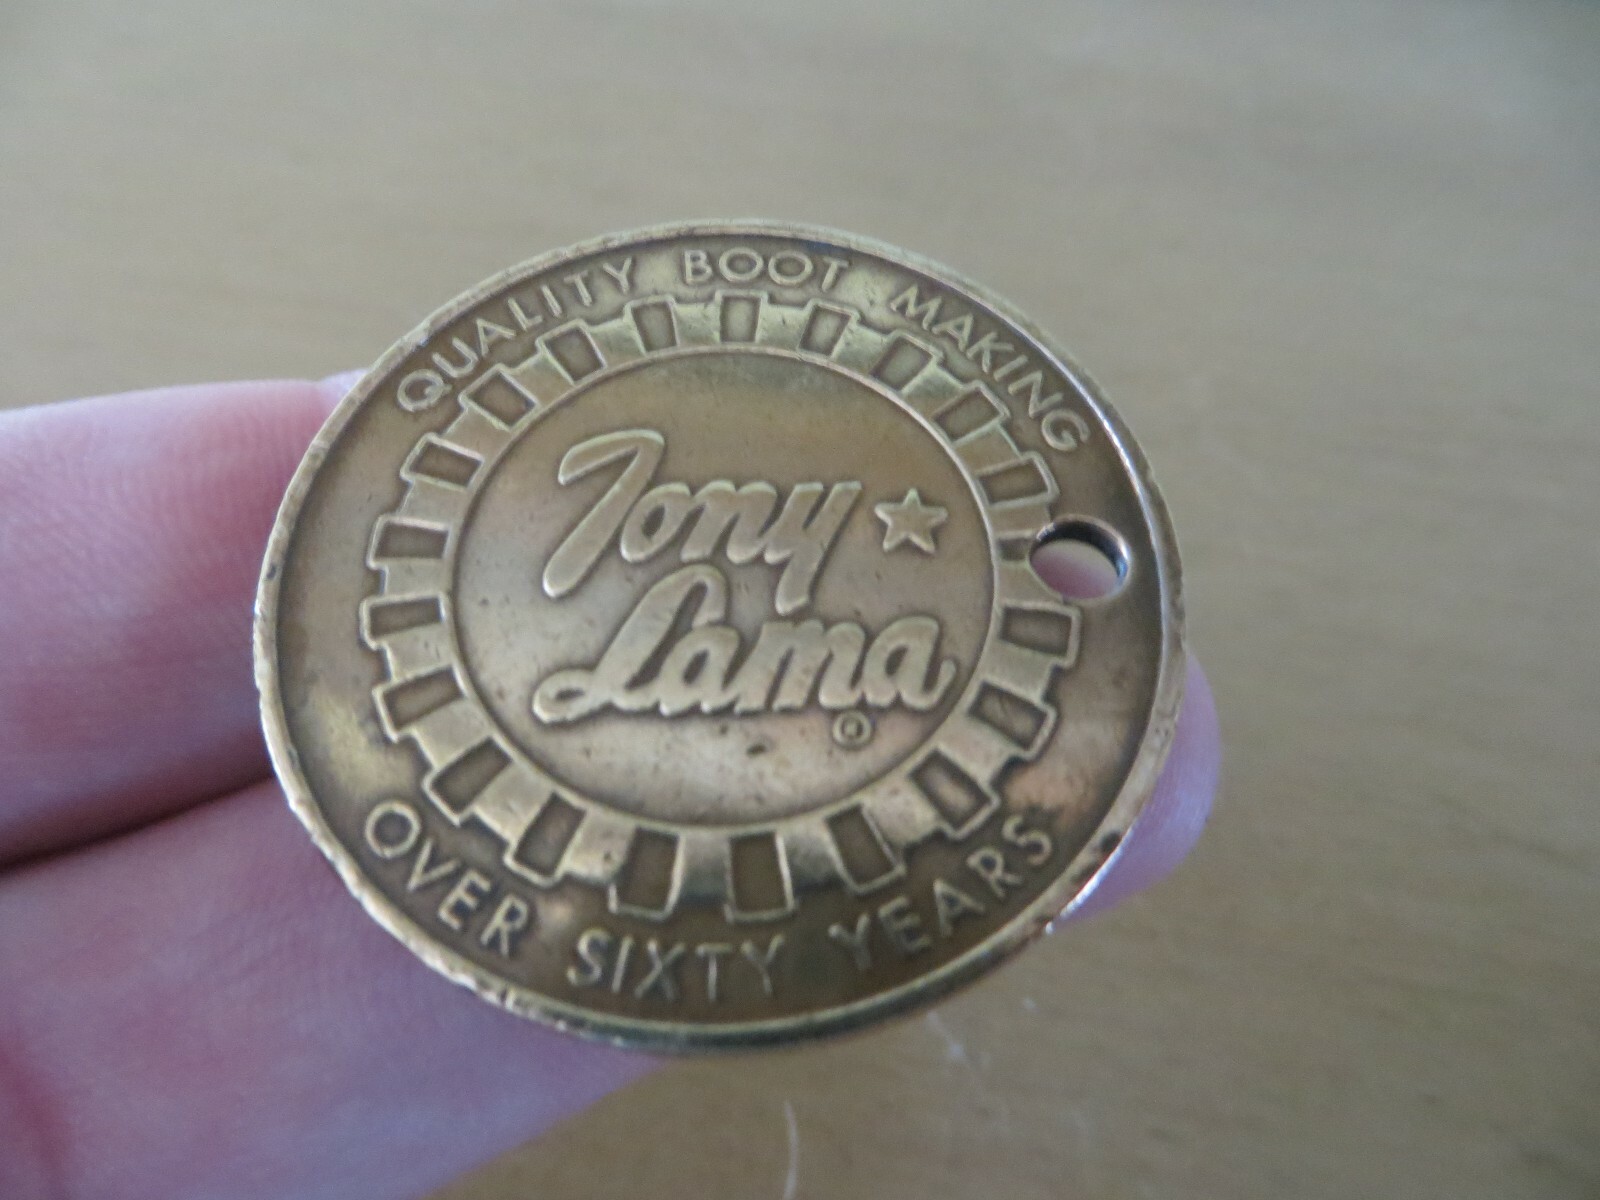 QUALITY BOOT MAKING
Tony
Lama
®
OVER SIXTY YEARS